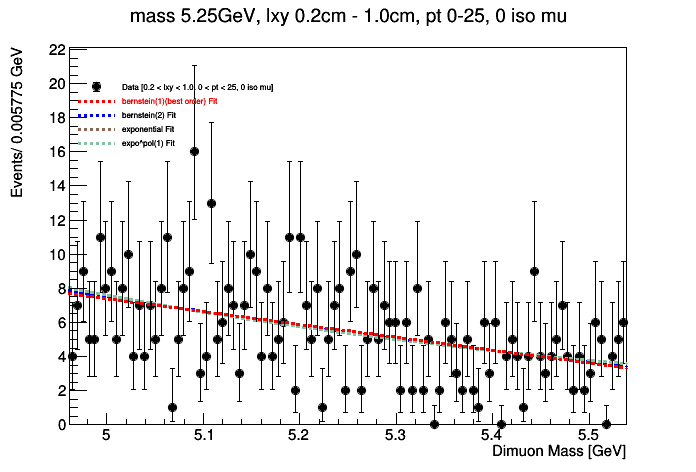 mass 5.25GeV, lxy 0.2cm - 1.0cm, pt 0-25, 0 iso mu
Events/ 0.005775 GeV
22
20
18
16
14
12
10
8
6
4
2
0
Data [0.2 < lxy < 1.0, 0 < pt < 25, 0 iso mu]
bernstein(1)(best order) Fit
bernstein(2) Fit
exponential Fit
expo*pol(1) Fit
5 5.1 5.2 5.3 5.4 5.5
Dimuon Mass [GeV]